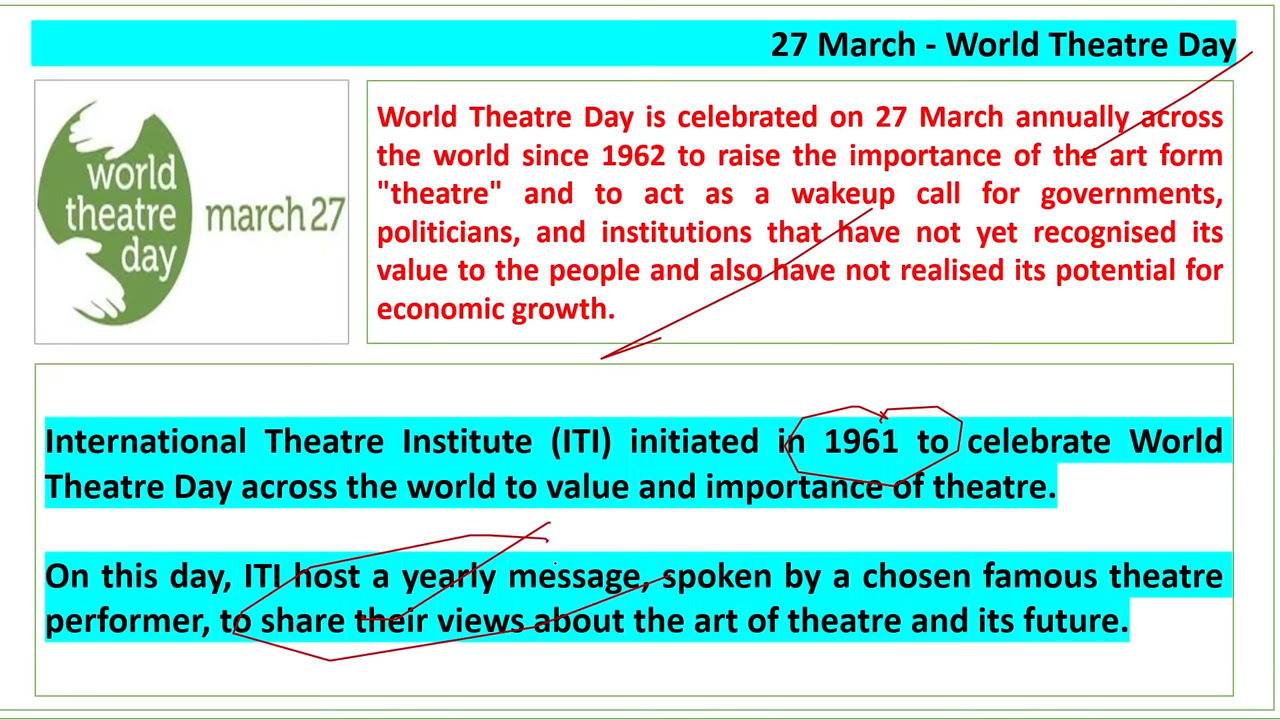 27 March - World Theatre Day
world
theatre
day
march 27
World Theatre Day is celebrated on 27 March annually across
the world since 1962 to raise the importance of the art form
"theatre" and to act as a wakeup call for governments,
politicians, and institutions that have not yet recognised its
value to the people and also have not realised its potential for
economic growth.
International Theatre Institute (ITI) initiated in 1961 to celebrate World
Theatre Day across the world to value and importance of theatre.
On this day, ITI host a yearly message, spoken by a chosen famous theatre
performer, to share their views about the art of theatre and its future.